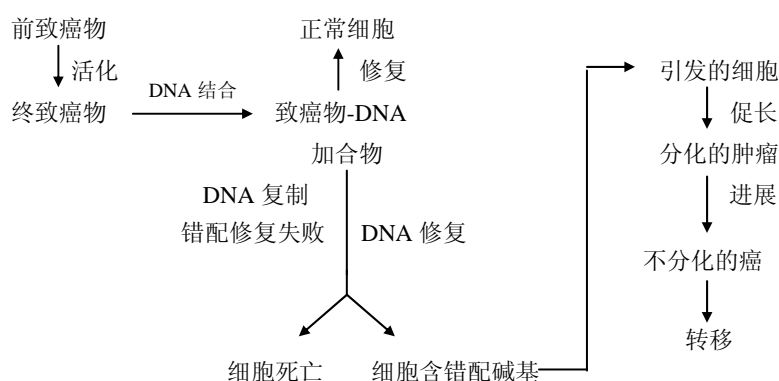 前致癌物
活化
终致癌物
DNA 结合
正常细胞
修复
致癌物-DNA
加合物
DNA 复制
错配修复失败
DNA 修复
细胞死亡
细胞含错配碱基
引发的细胞
促长
分化的肿瘤
进展
不分化的癌
转移